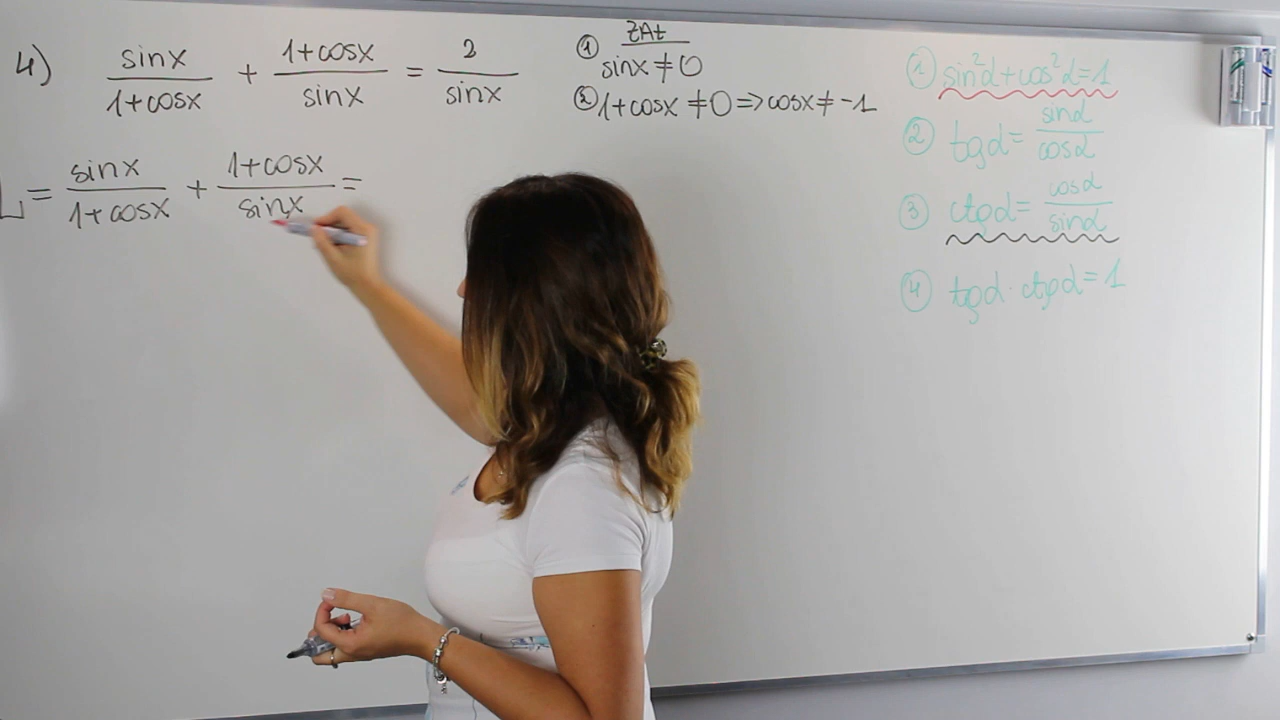 4) sinx/1+cosx + 1+cosx/sinx = 2/sinx
L = sinx/1+cosx + 1+cosx/sinx =
ZAŁ
① sinx ≠ 0
② 1+cosx ≠ 0 => cosx ≠ -1
① sin²α+cos²α=1
② tgα = sinα/cosα
③ ctgα = cosα/sinα
④ tgα · ctgα = 1